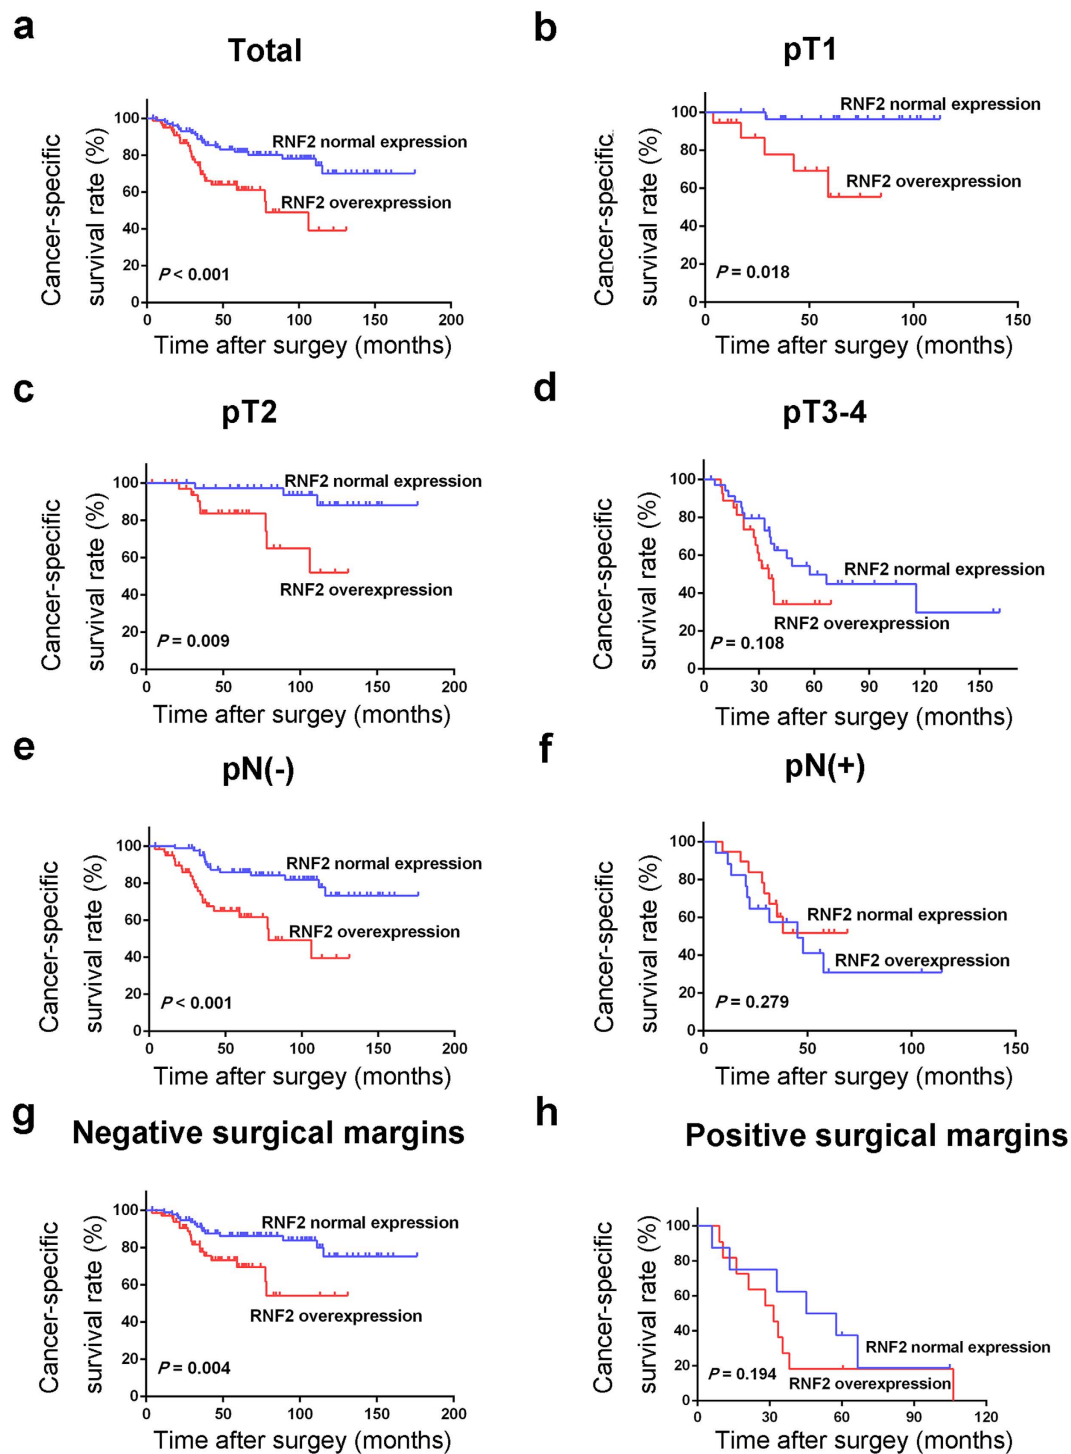 a
Total
Cancer-specific
survival rate (%)
100
80
60
40
20
0
RNF2 normal expression
RNF2 overexpression
P < 0.001
0 50 100 150 200
Time after surgey (months)
b
pT1
Cancer-specific
survival rate (%)
100
80
60
40
20
0
RNF2 normal expression
RNF2 overexpression
P = 0.018
0 50 100 150
Time after surgey (months)
c
pT2
Cancer-specific
survival rate (%)
100
80
60
40
20
0
RNF2 normal expression
RNF2 overexpression
P = 0.009
0 50 100 150 200
Time after surgey (months)
d
pT3-4
Cancer-specific
survival rate (%)
100
80
60
40
20
0
RNF2 normal expression
RNF2 overexpression
P = 0.108
0 30 60 90 120 150
Time after surgey (months)
e
pN(-)
Cancer-specific
survival rate (%)
100
80
60
40
20
0
RNF2 normal expression
RNF2 overexpression
P < 0.001
0 50 100 150 200
Time after surgey (months)
f
pN(+)
Cancer-specific
survival rate (%)
100
80
60
40
20
0
RNF2 normal expression
RNF2 overexpression
P = 0.279
0 50 100 150
Time after surgey (months)
g
Negative surgical margins
Cancer-specific
survival rate (%)
100
80
60
40
20
0
RNF2 normal expression
RNF2 overexpression
P = 0.004
0 50 100 150 200
Time after surgey (months)
h
Positive surgical margins
Cancer-specific
survival rate (%)
100
80
60
40
20
0
RNF2 normal expression
RNF2 overexpression
P = 0.194
0 30 60 90 120
Time after surgey (months)